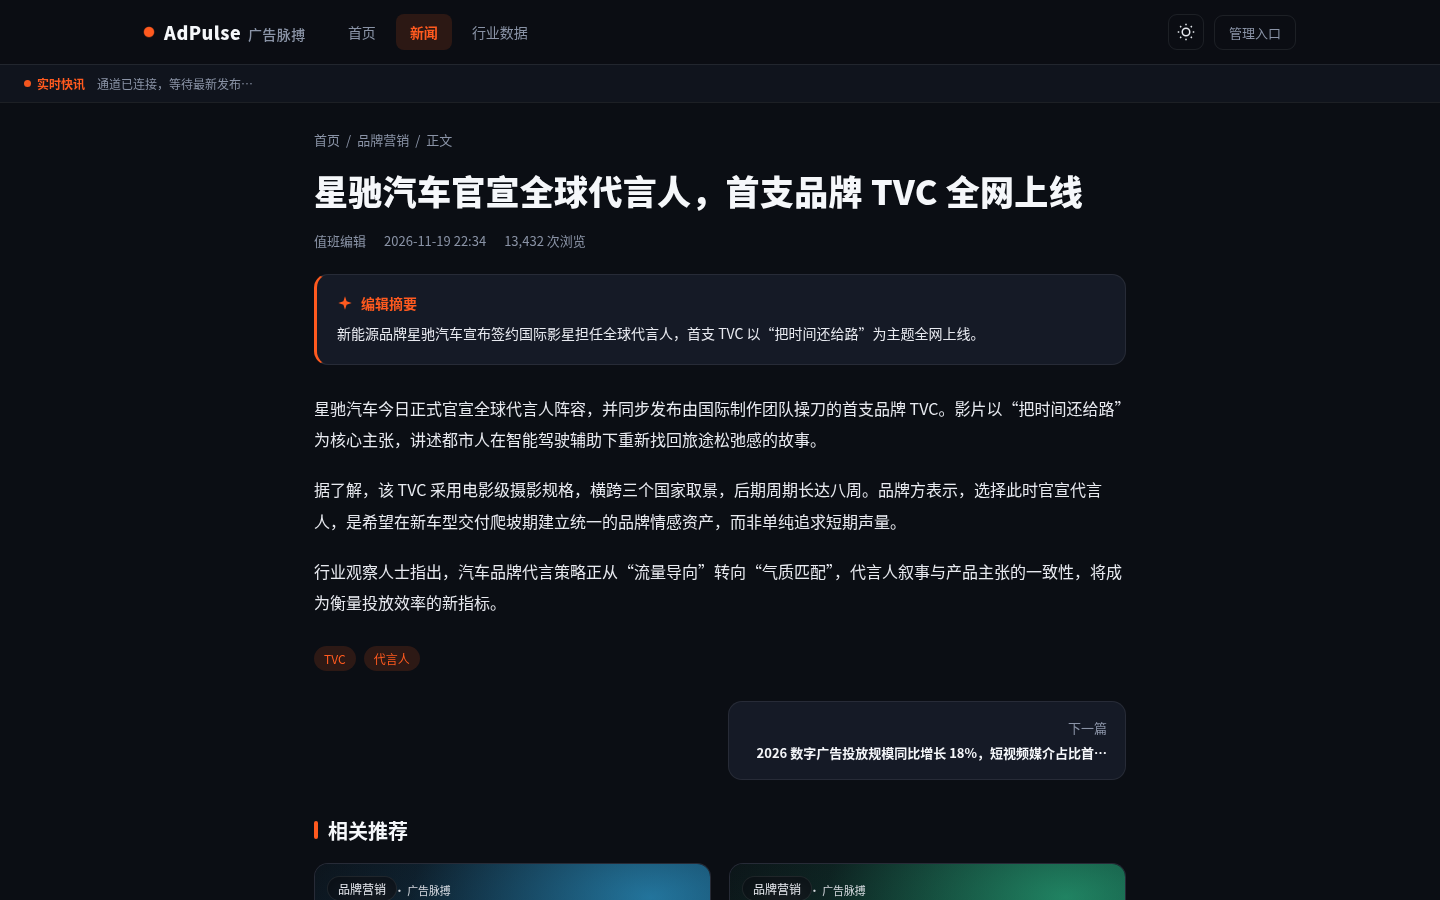 AdPulse 广告脉搏
首页
新闻
行业数据
管理入口
实时快讯 通道已连接，等待最新发布…
首页 / 品牌营销 / 正文
星驰汽车官宣全球代言人，首支品牌 TVC 全网上线
值班编辑 2026-11-19 22:34 13,432 次浏览
编辑摘要
新能源品牌星驰汽车宣布签约国际影星担任全球代言人，首支 TVC 以“把时间还给路”为主题全网上线。
星驰汽车今日正式官宣全球代言人阵容，并同步发布由国际制作团队操刀的首支品牌 TVC。影片以“把时间还给路”
为核心主张，讲述都市人在智能驾驶辅助下重新找回旅途松弛感的故事。
据了解，该 TVC 采用电影级摄影规格，横跨三个国家取景，后期周期长达八周。品牌方表示，选择此时官宣代言
人，是希望在新车型交付爬坡期建立统一的品牌情感资产，而非单纯追求短期声量。
行业观察人士指出，汽车品牌代言策略正从“流量导向”转向“气质匹配”，代言人叙事与产品主张的一致性，将成
为衡量投放效率的新指标。
TVC
代言人
下一篇
2026 数字广告投放规模同比增长 18%，短视频媒介占比首…
相关推荐
品牌营销 · 广告脉搏
品牌营销 · 广告脉搏